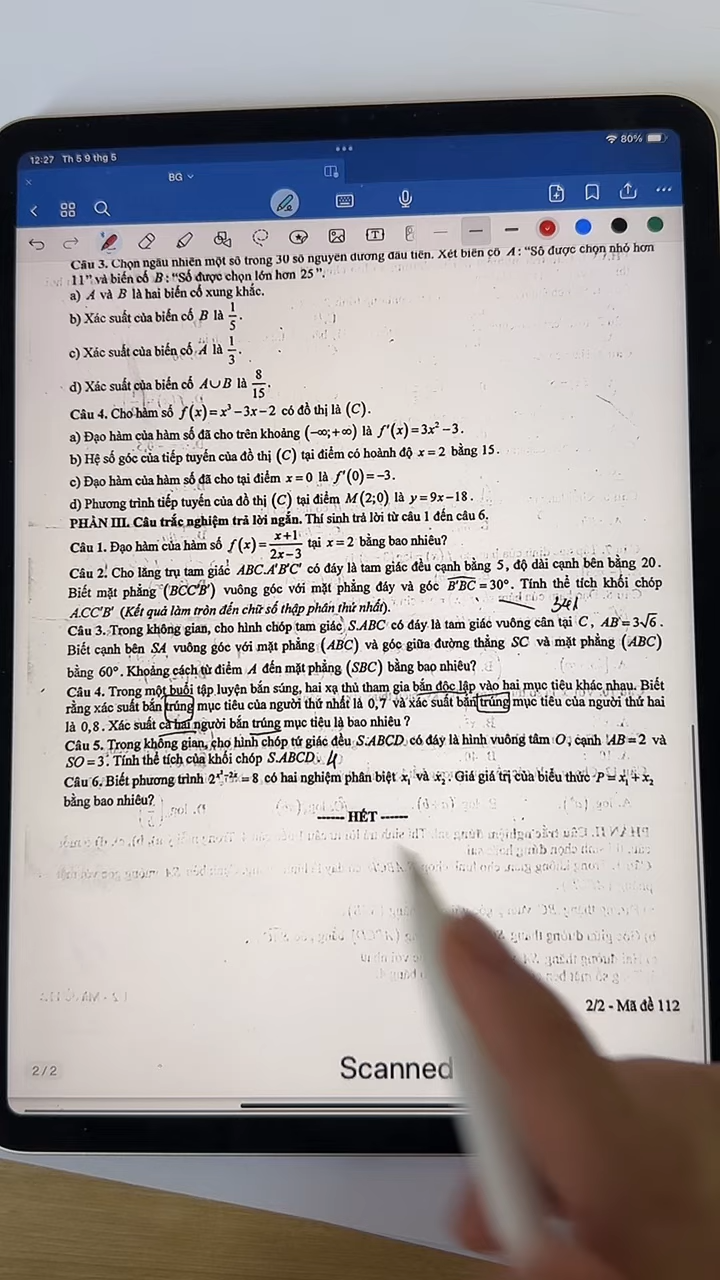 12:27 Th 5 9 thg 5
80%
BG
Câu 3. Chọn ngẫu nhiên một số trong 30 số nguyên dương đầu tiên. Xét biến cố A: "Số được chọn nhỏ hơn
11" và biến cố B: "Số được chọn lớn hơn 25".
a) A và B là hai biến cố xung khắc.
b) Xác suất của biến cố B là 1/5.
c) Xác suất của biến cố A là 1/3.
d) Xác suất của biến cố A∪B là 8/15.
Câu 4. Cho hàm số f(x)=x³−3x−2 có đồ thị là (C).
a) Đạo hàm của hàm số đã cho trên khoảng (−∞;+∞) là f'(x)=3x²−3.
b) Hệ số góc của tiếp tuyến của đồ thị (C) tại điểm có hoành độ x=2 bằng 15.
c) Đạo hàm của hàm số đã cho tại điểm x=0 là f'(0)=−3.
d) Phương trình tiếp tuyến của đồ thị (C) tại điểm M(2;0) là y=9x−18.
PHẦN III. Câu trắc nghiệm trả lời ngắn. Thí sinh trả lời từ câu 1 đến câu 6.
Câu 1. Đạo hàm của hàm số f(x)=(x+1)/(2x−3) tại x=2 bằng bao nhiêu?
Câu 2. Cho lăng trụ tam giác ABC.A'B'C' có đáy là tam giác đều cạnh bằng 5, độ dài cạnh bên bằng 20.
Biết mặt phẳng (BCC'B') vuông góc với mặt phẳng đáy và góc B'BC=30°. Tính thể tích khối chóp
A.CC'B' (Kết quả làm tròn đến chữ số thập phân thứ nhất).
Câu 3. Trong không gian, cho hình chóp tam giác S.ABC có đáy là tam giác vuông cân tại C, AB=3√6.
Biết cạnh bên SA vuông góc với mặt phẳng (ABC) và góc giữa đường thẳng SC và mặt phẳng (ABC)
bằng 60°. Khoảng cách từ điểm A đến mặt phẳng (SBC) bằng bao nhiêu?
Câu 4. Trong một buổi tập luyện bắn súng, hai xạ thủ tham gia bắn độc lập vào hai mục tiêu khác nhau. Biết
rằng xác suất bắn trúng mục tiêu của người thứ nhất là 0,7 và xác suất bắn trúng mục tiêu của người thứ hai
là 0,8. Xác suất cả hai người bắn trúng mục tiêu là bao nhiêu ?
Câu 5. Trong không gian, cho hình chóp tứ giác đều S.ABCD có đáy là hình vuông tâm O, cạnh AB=2 và
SO=3. Tính thể tích của khối chóp S.ABCD. 4
Câu 6. Biết phương trình 2^(x²−2x)=8 có hai nghiệm phân biệt x₁ và x₂. Giá giá trị của biểu thức P=x₁+x₂
bằng bao nhiêu?
------ HẾT ------
2/2 - Mã đề 112
2/2
Scanned